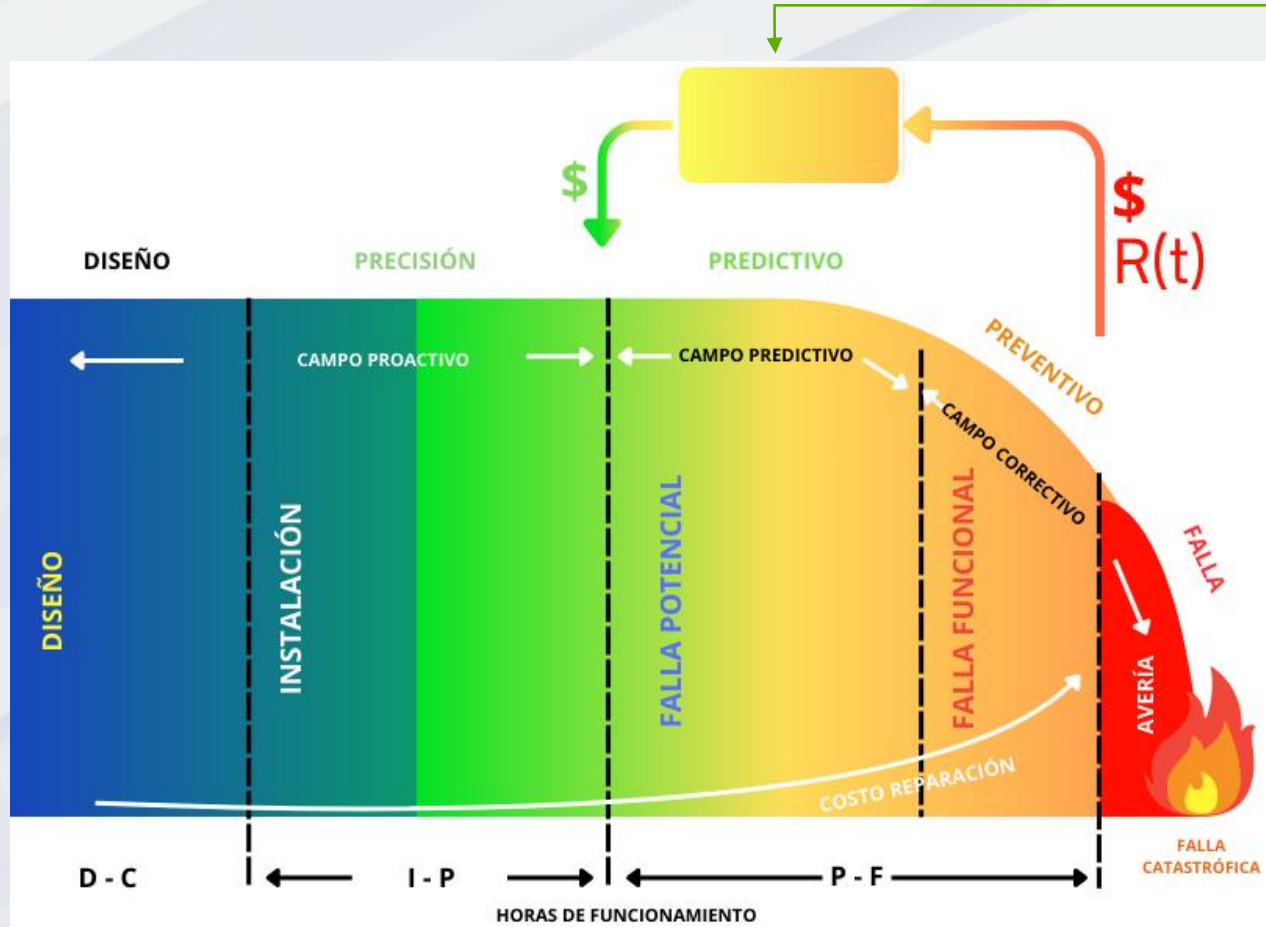 $
$
R(t)
DISEÑO
PRECISIÓN
PREDICTIVO
PREVENTIVO
CAMPO PROACTIVO
CAMPO PREDICTIVO
CAMPO CORRECTIVO
DISEÑO
INSTALACIÓN
FALLA POTENCIAL
FALLA FUNCIONAL
FALLA
AVERÍA
COSTO REPARACIÓN
FALLA
CATASTRÓFICA
D - C
I - P
P - F
HORAS DE FUNCIONAMIENTO